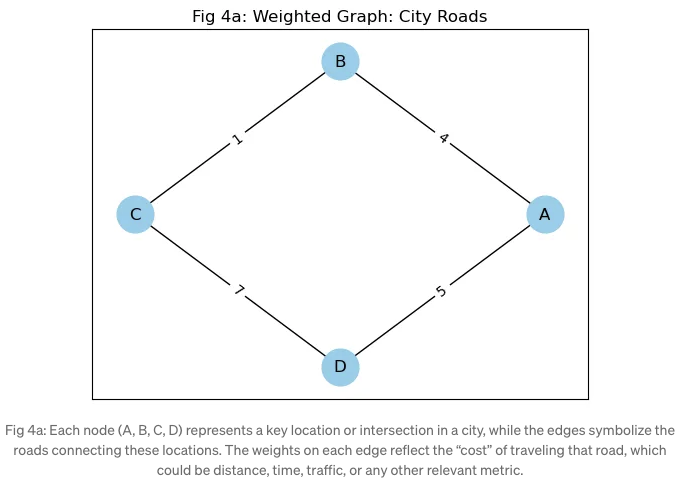 Fig 4a: Weighted Graph: City Roads
B
1
4
C
A
7
5
D
Fig 4a: Each node (A, B, C, D) represents a key location or intersection in a city, while the edges symbolize the
roads connecting these locations. The weights on each edge reflect the “cost” of traveling that road, which
could be distance, time, traffic, or any other relevant metric.